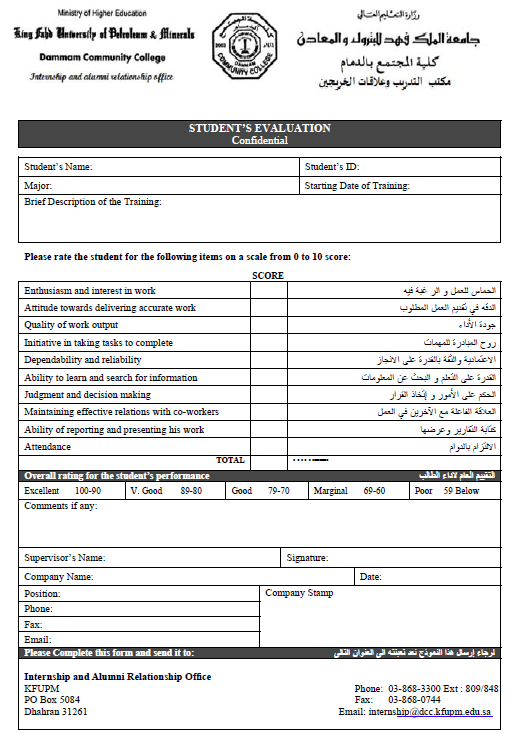 Ministry of Higher Education
وزارة التعليم العالي
King Fahd University of Petroleum & Minerals
جامعة الملك فهد للبترول و المعادن
Dammam Community College
كلية المجتمع بالدمام
Internship and alumni relationship office
مكتب التدريب وعلاقات الخريجين
2003
DAMMAM
COMMUNITY COLLEGE
STUDENT'S EVALUATION
Confidential
Student's Name:
Student's ID:
Major:
Starting Date of Training:
Brief Description of the Training:
Please rate the student for the following items on a scale from 0 to 10 score:
SCORE
Enthusiasm and interest in work
الحماس للعمل و الر غبة فيه
Attitude towards delivering accurate work
الدقه في تقديم العمل المطلوب
Quality of work output
جودة الأداء
Initiative in taking tasks to complete
روح المبادرة للمهمات
Dependability and reliability
الاعتمادية والثقة بالقدرة على الانجاز
Ability to learn and search for information
القدرة على التعلم و البحث عن المعلومات
Judgment and decision making
الحكم على الأمور و إتخاذ القرار
Maintaining effective relations with co-workers
العلاقة الفاعلة مع الآخرين في العمل
Ability of reporting and presenting his work
كتابة التقارير وعرضها
Attendance
الالتزام بالدوام
TOTAL
Overall rating for the student's performance
التقييم العام لاداء الطالب
Excellent 100-90 V. Good 89-80 Good 79-70 Marginal 69-60 Poor 59 Below
Comments if any:
Supervisor's Name:
Signature:
Company Name:
Date:
Position:
Company Stamp
Phone:
Fax:
Email:
Please Complete this form and send it to:
لرجاء إرسال هذا النموذج بعد تعبئته الى العنوان التالى
Internship and Alumni Relationship Office
KFUPM
Phone: 03-868-3300 Ext : 809/848
PO Box 5084
Fax: 03-868-0744
Dhahran 31261
Email: internship@dcc.kfupm.edu.sa